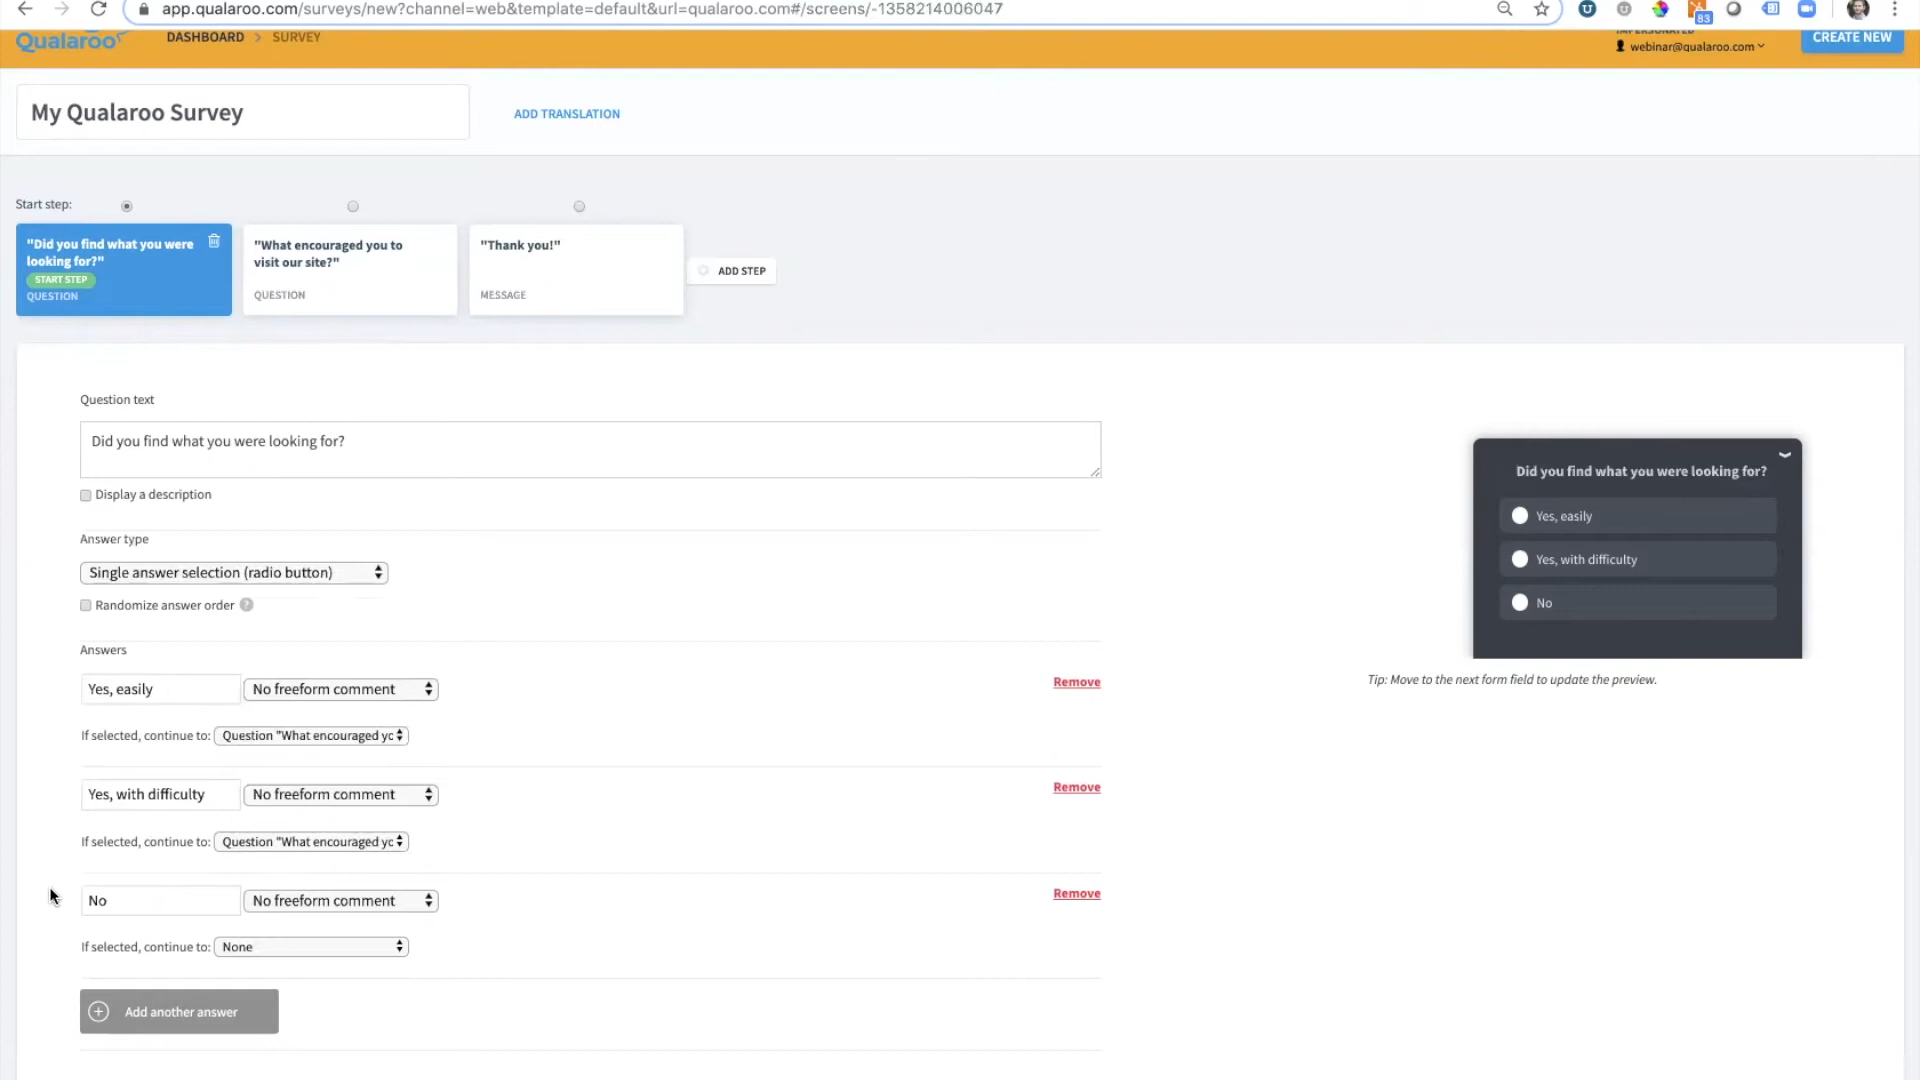 app.qualaroo.com/surveys/new?channel=web&template=default&url=qualaroo.com#/screens/-1358214006047
83
Qualaroo
DASHBOARD > SURVEY
IMPERSONATED
webinar@qualaroo.com
CREATE NEW
My Qualaroo Survey
ADD TRANSLATION
Start step:
"Did you find what you were
looking for?"
START STEP
QUESTION
"What encouraged you to
visit our site?"
QUESTION
"Thank you!"
MESSAGE
ADD STEP
Question text
Did you find what you were looking for?
Display a description
Answer type
Single answer selection (radio button)
Randomize answer order ?
Answers
Yes, easily
No freeform comment
Remove
If selected, continue to: Question "What encouraged yo
Yes, with difficulty
No freeform comment
Remove
If selected, continue to: Question "What encouraged yo
No
No freeform comment
Remove
If selected, continue to: None
Add another answer
Did you find what you were looking for?
Yes, easily
Yes, with difficulty
No
Tip: Move to the next form field to update the preview.